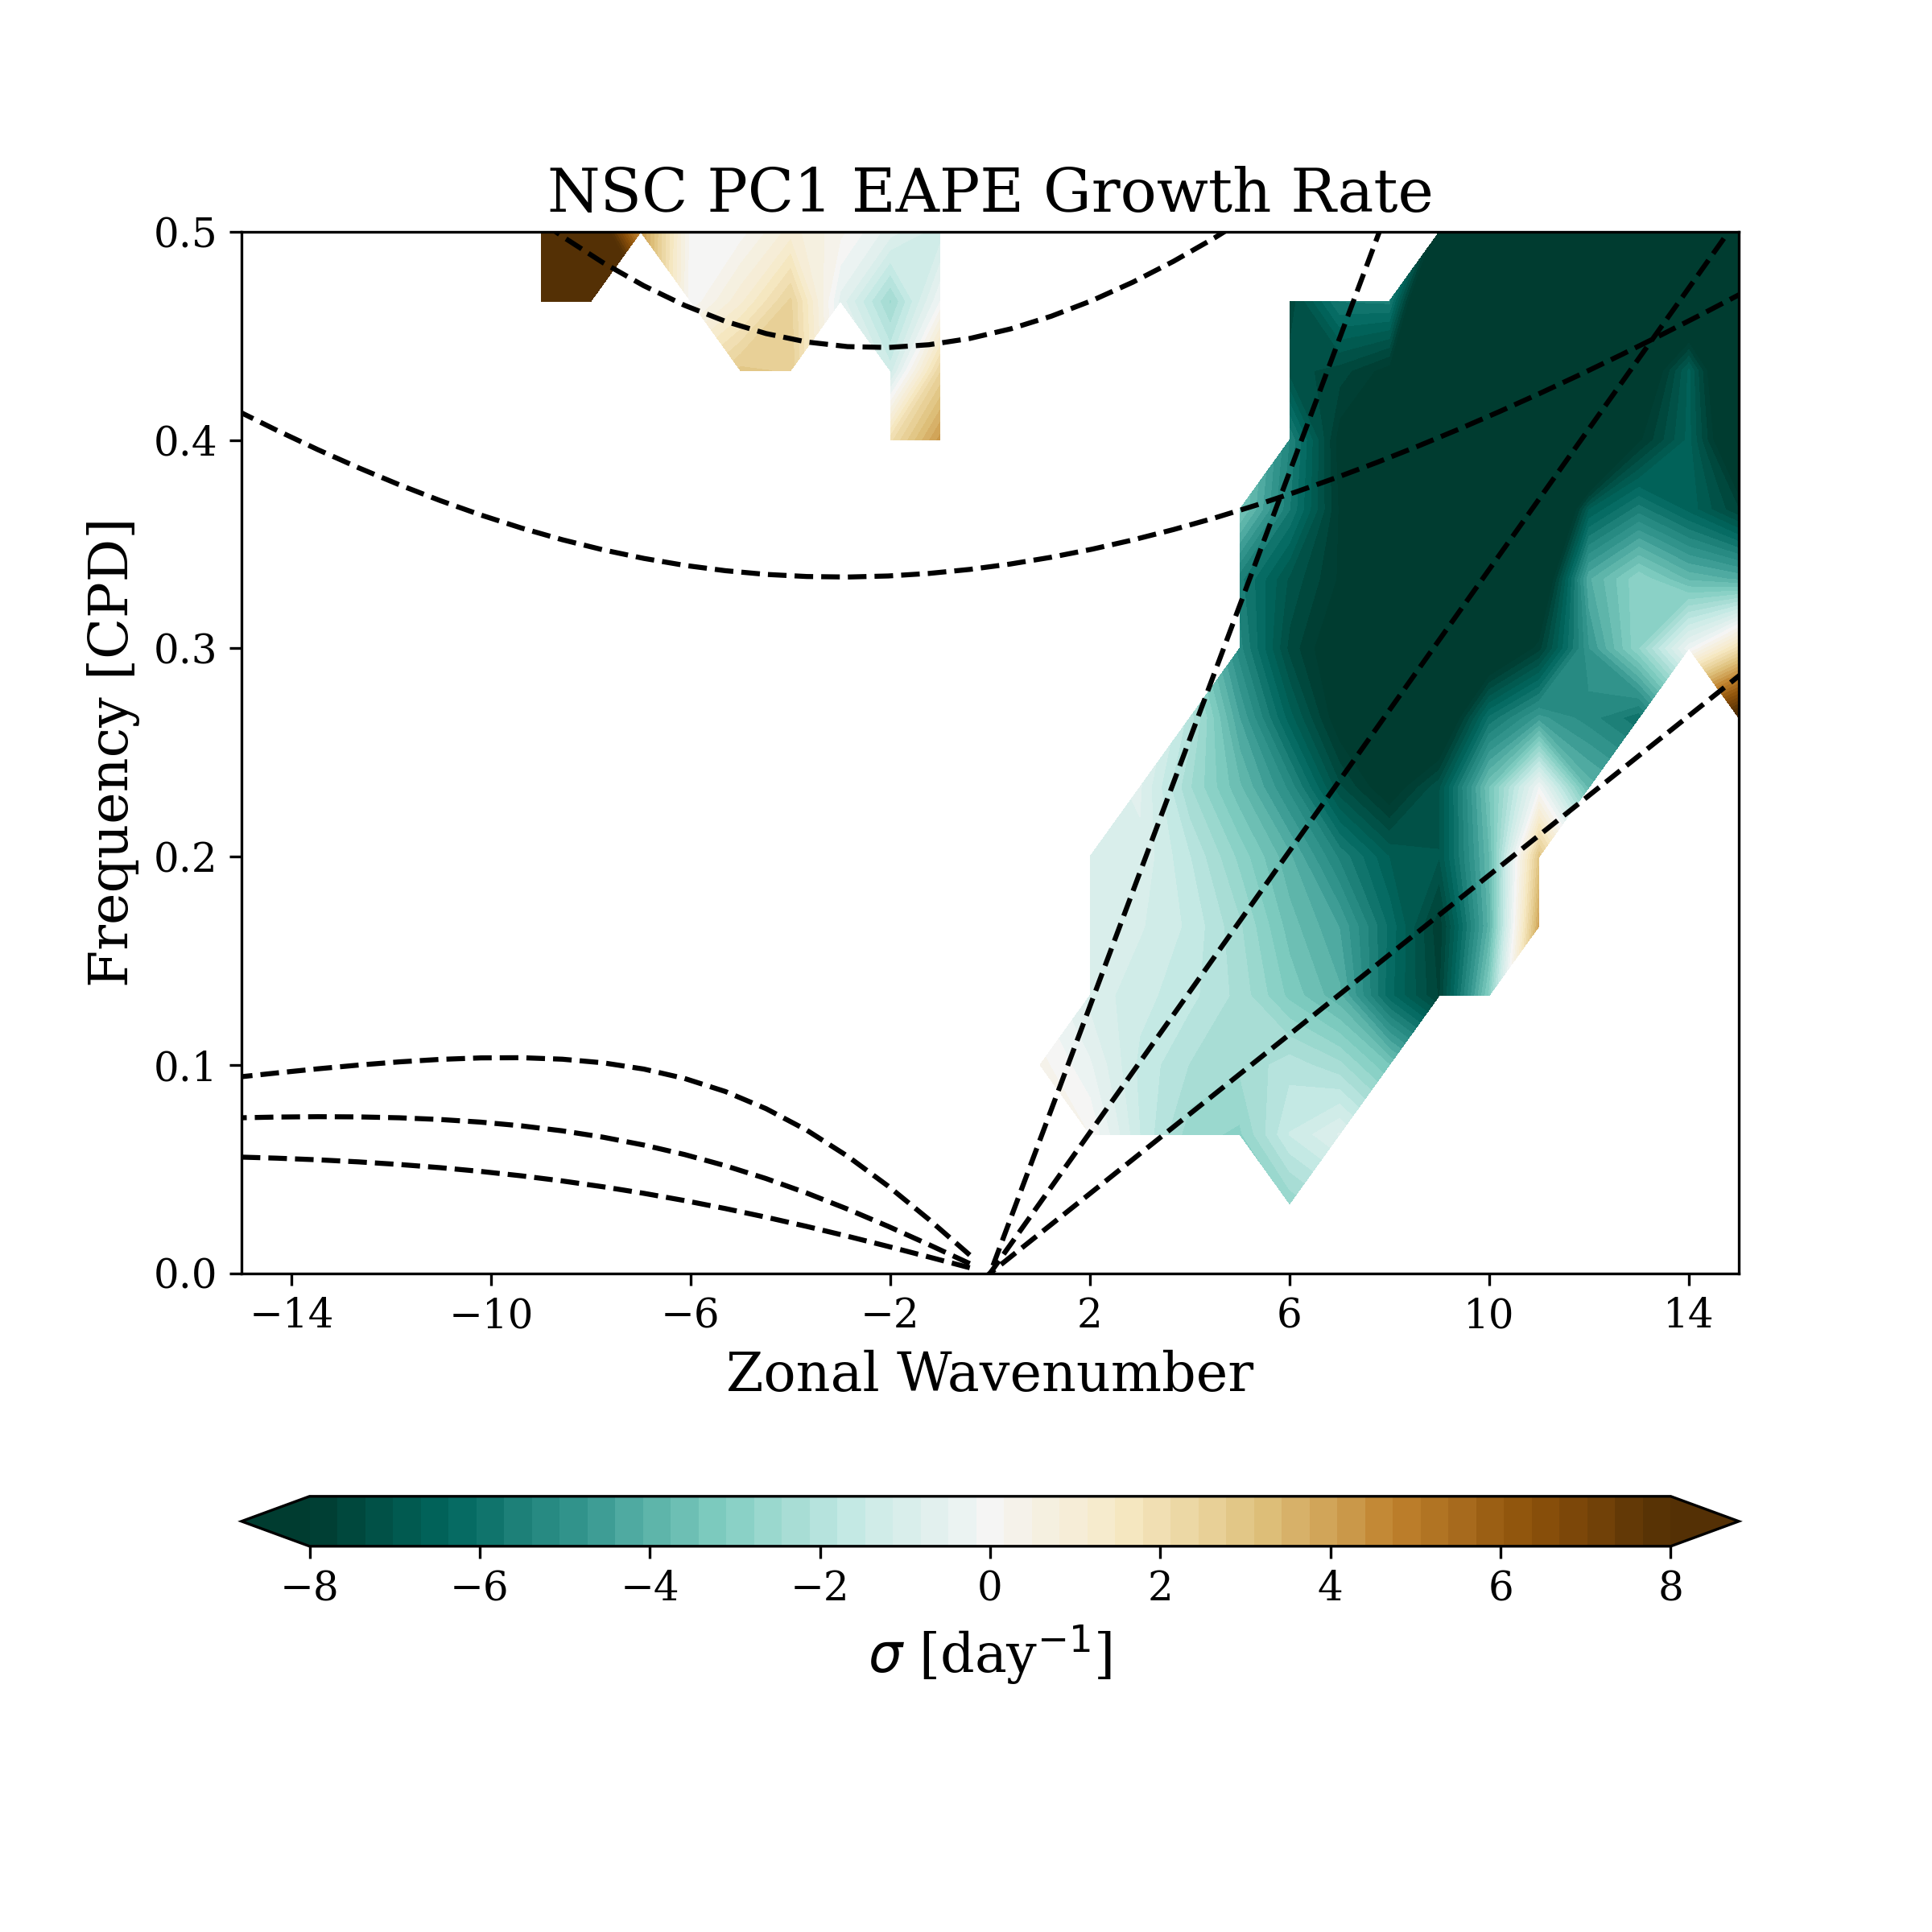 NSC PC1 EAPE Growth Rate
0.5
0.4
0.3
0.2
0.1
0.0
Frequency [CPD]
−14 −10 −6 −2 2 6 10 14
Zonal Wavenumber
−8 −6 −4 −2 0 2 4 6 8
σ [day⁻¹]